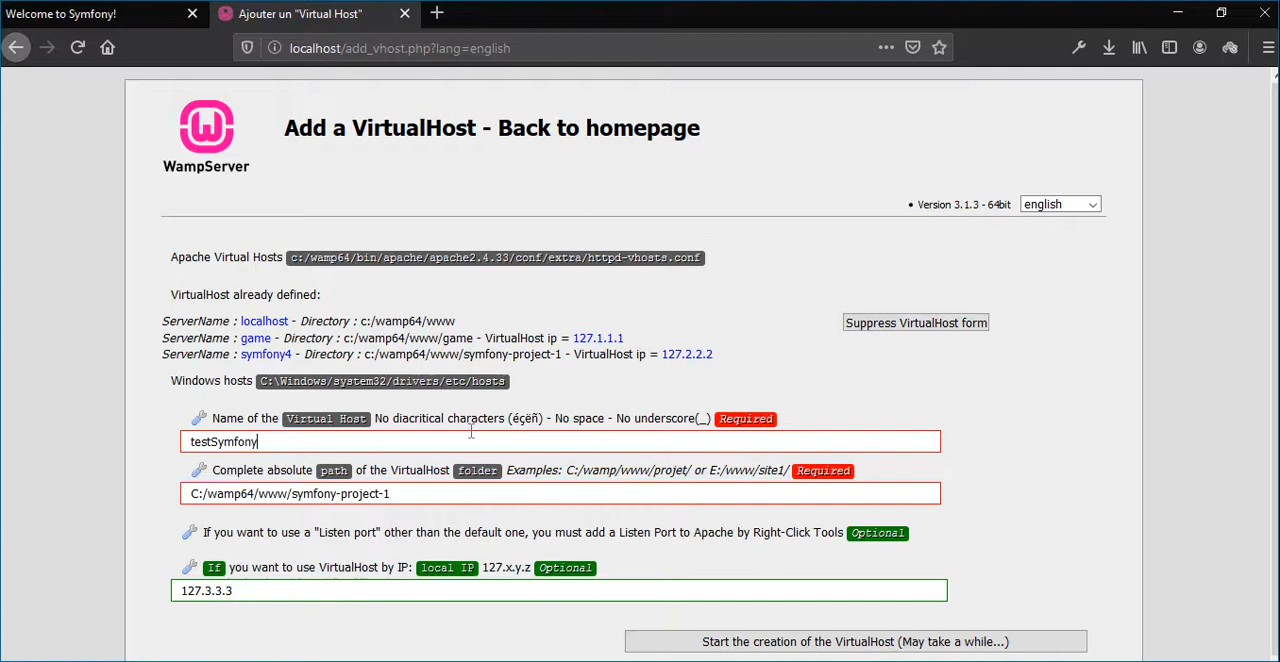 Welcome to Symfony!
Ajouter un "Virtual Host"
localhost/add_vhost.php?lang=english
WampServer
Add a VirtualHost - Back to homepage
• Version 3.1.3 - 64bit english
Apache Virtual Hosts c:/wamp64/bin/apache/apache2.4.33/conf/extra/httpd-vhosts.conf
VirtualHost already defined:
ServerName : localhost - Directory : c:/wamp64/www
Suppress VirtualHost form
ServerName : game - Directory : c:/wamp64/www/game - VirtualHost ip = 127.1.1.1
ServerName : symfony4 - Directory : c:/wamp64/www/symfony-project-1 - VirtualHost ip = 127.2.2.2
Windows hosts C:\Windows/system32/drivers/etc/hosts
Name of the Virtual Host No diacritical characters (éçëñ) - No space - No underscore(_) Required
testSymfony
Complete absolute path of the VirtualHost folder Examples: C:/wamp/www/projet/ or E:/www/site1/ Required
C:/wamp64/www/symfony-project-1
If you want to use a "Listen port" other than the default one, you must add a Listen Port to Apache by Right-Click Tools Optional
If you want to use VirtualHost by IP: local IP 127.x.y.z Optional
127.3.3.3
Start the creation of the VirtualHost (May take a while...)